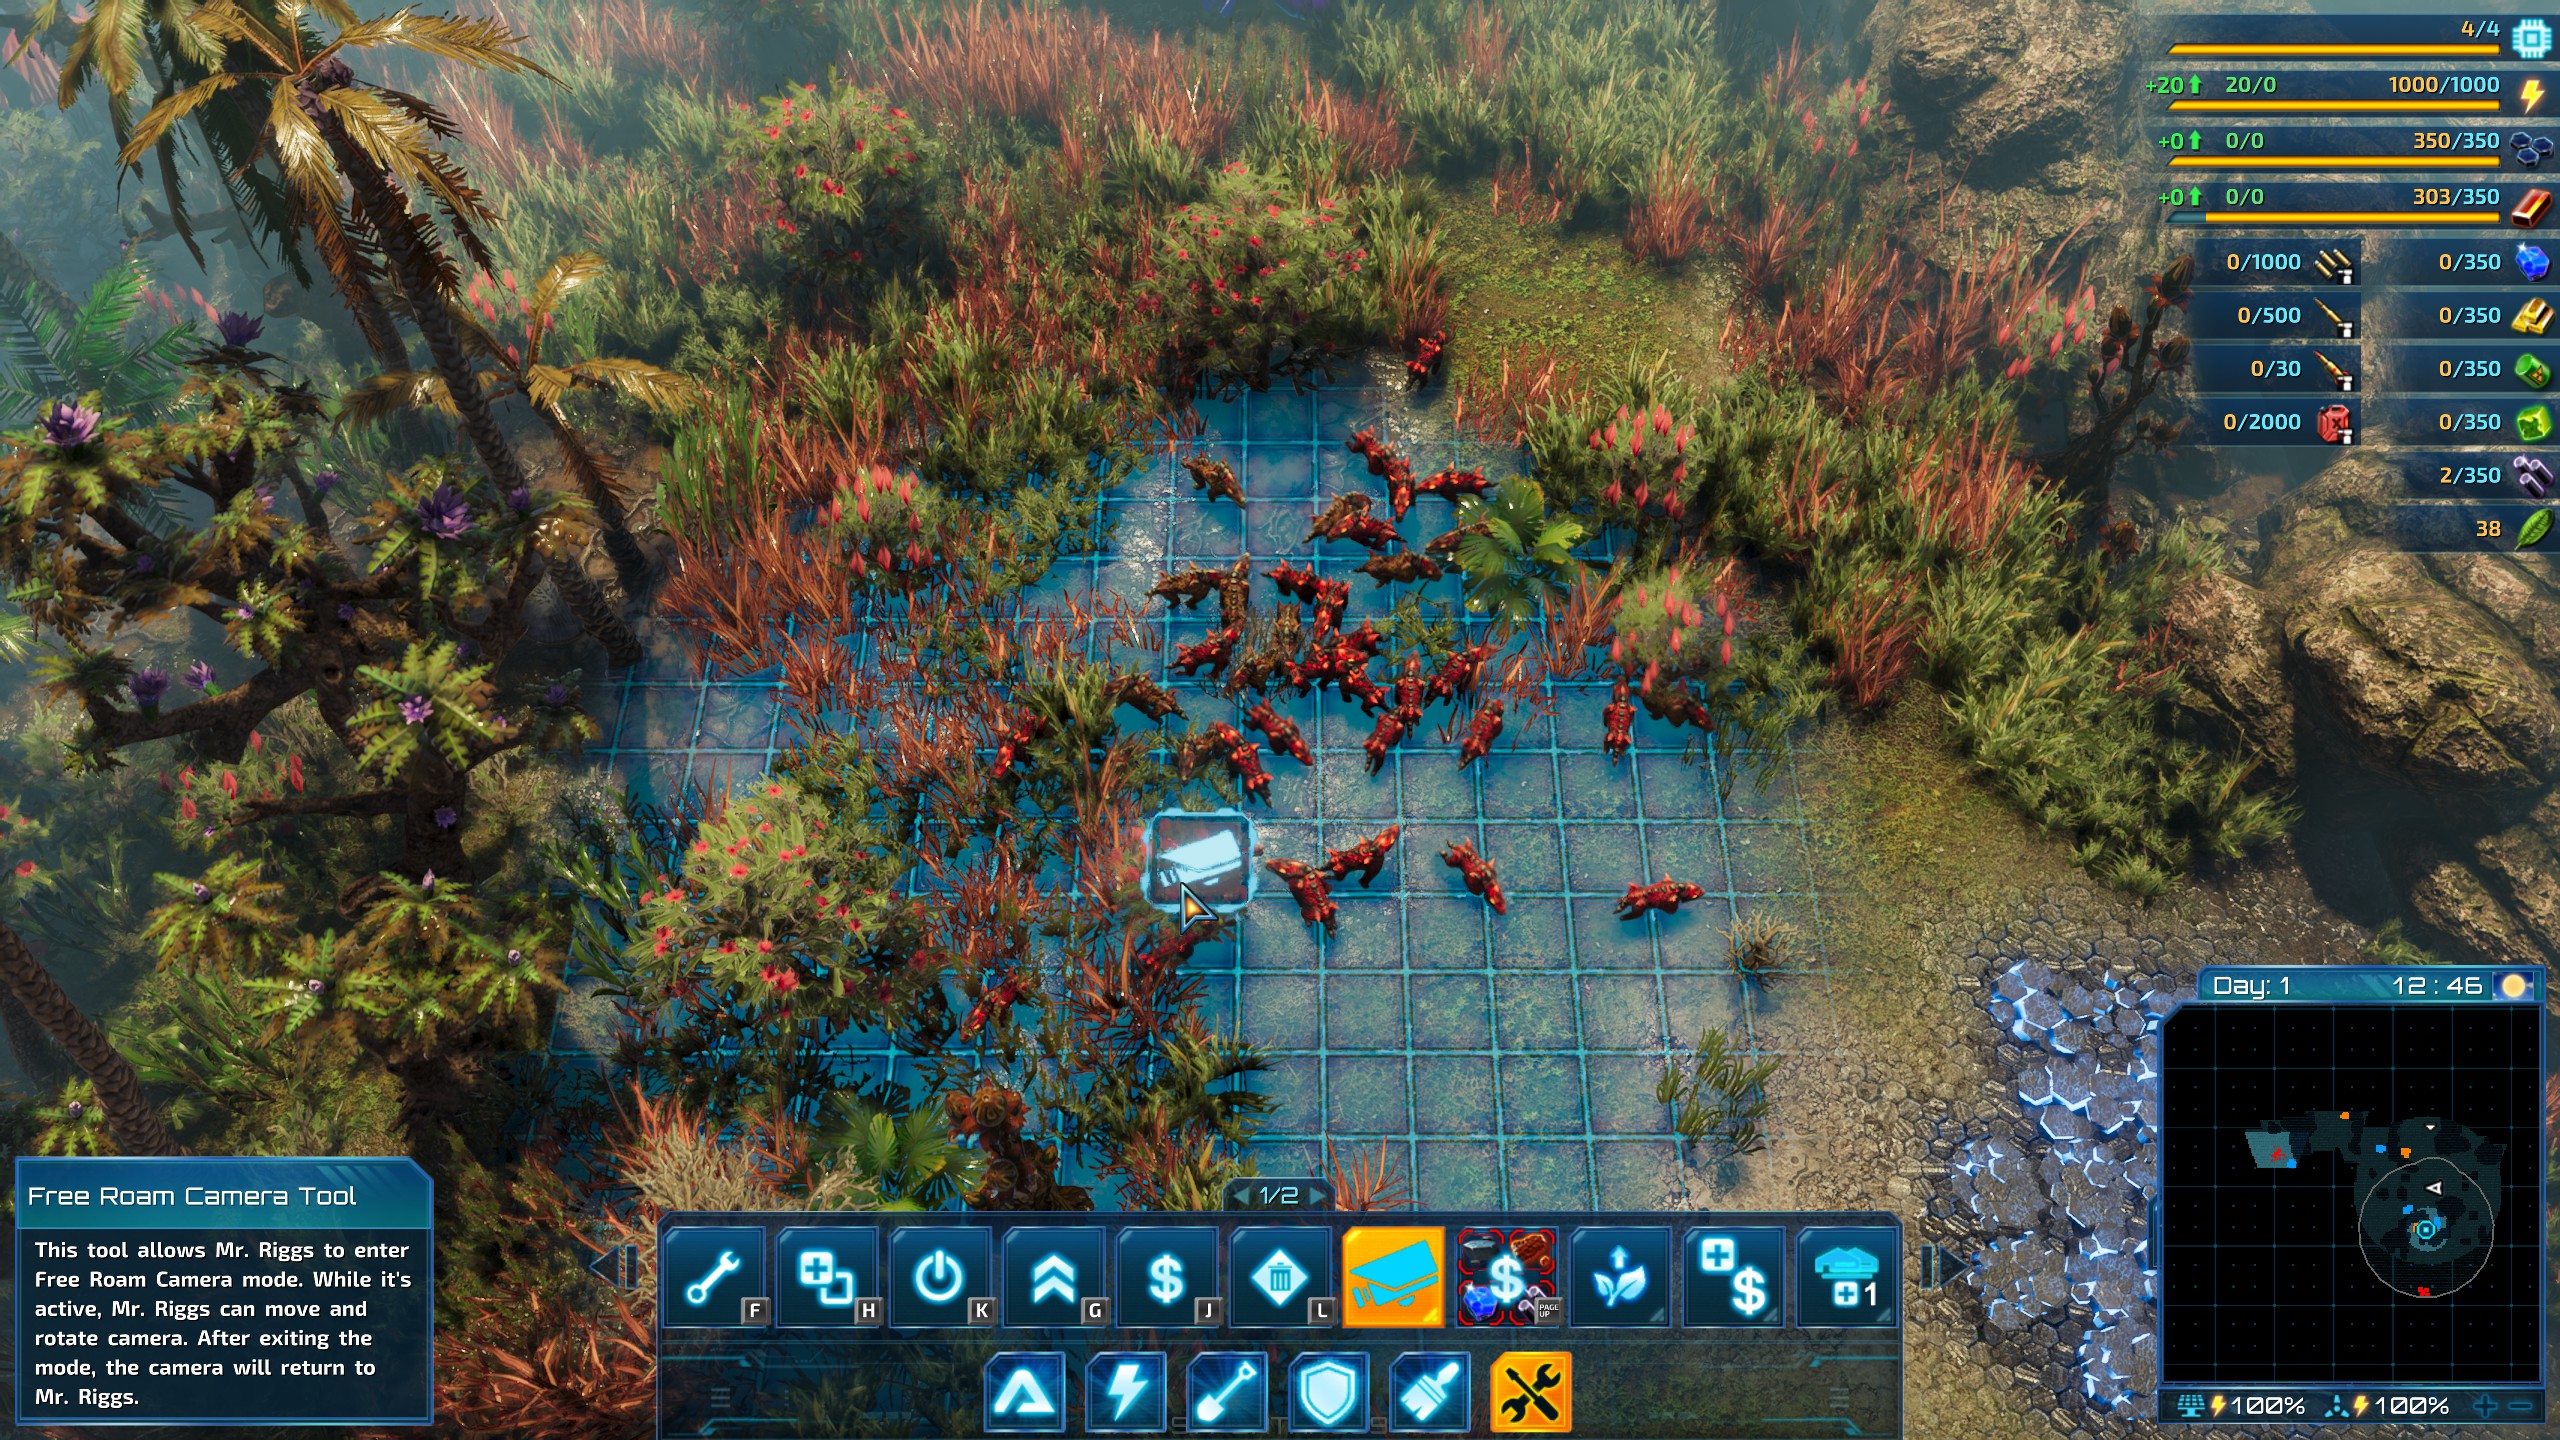 4/4
+20 20/0 1000/1000
+0 0/0 350/350
+0 0/0 303/350
0/1000 0/350
0/500 0/350
0/30 0/350
0/2000 0/350
2/350
38
Day: 1 12:46
100% 100%
Free Roam Camera Tool
This tool allows Mr. Riggs to enter
Free Roam Camera mode. While it's
active, Mr. Riggs can move and
rotate camera. After exiting the
mode, the camera will return to
Mr. Riggs.
1/2
F H K G J L PAGE UP 1